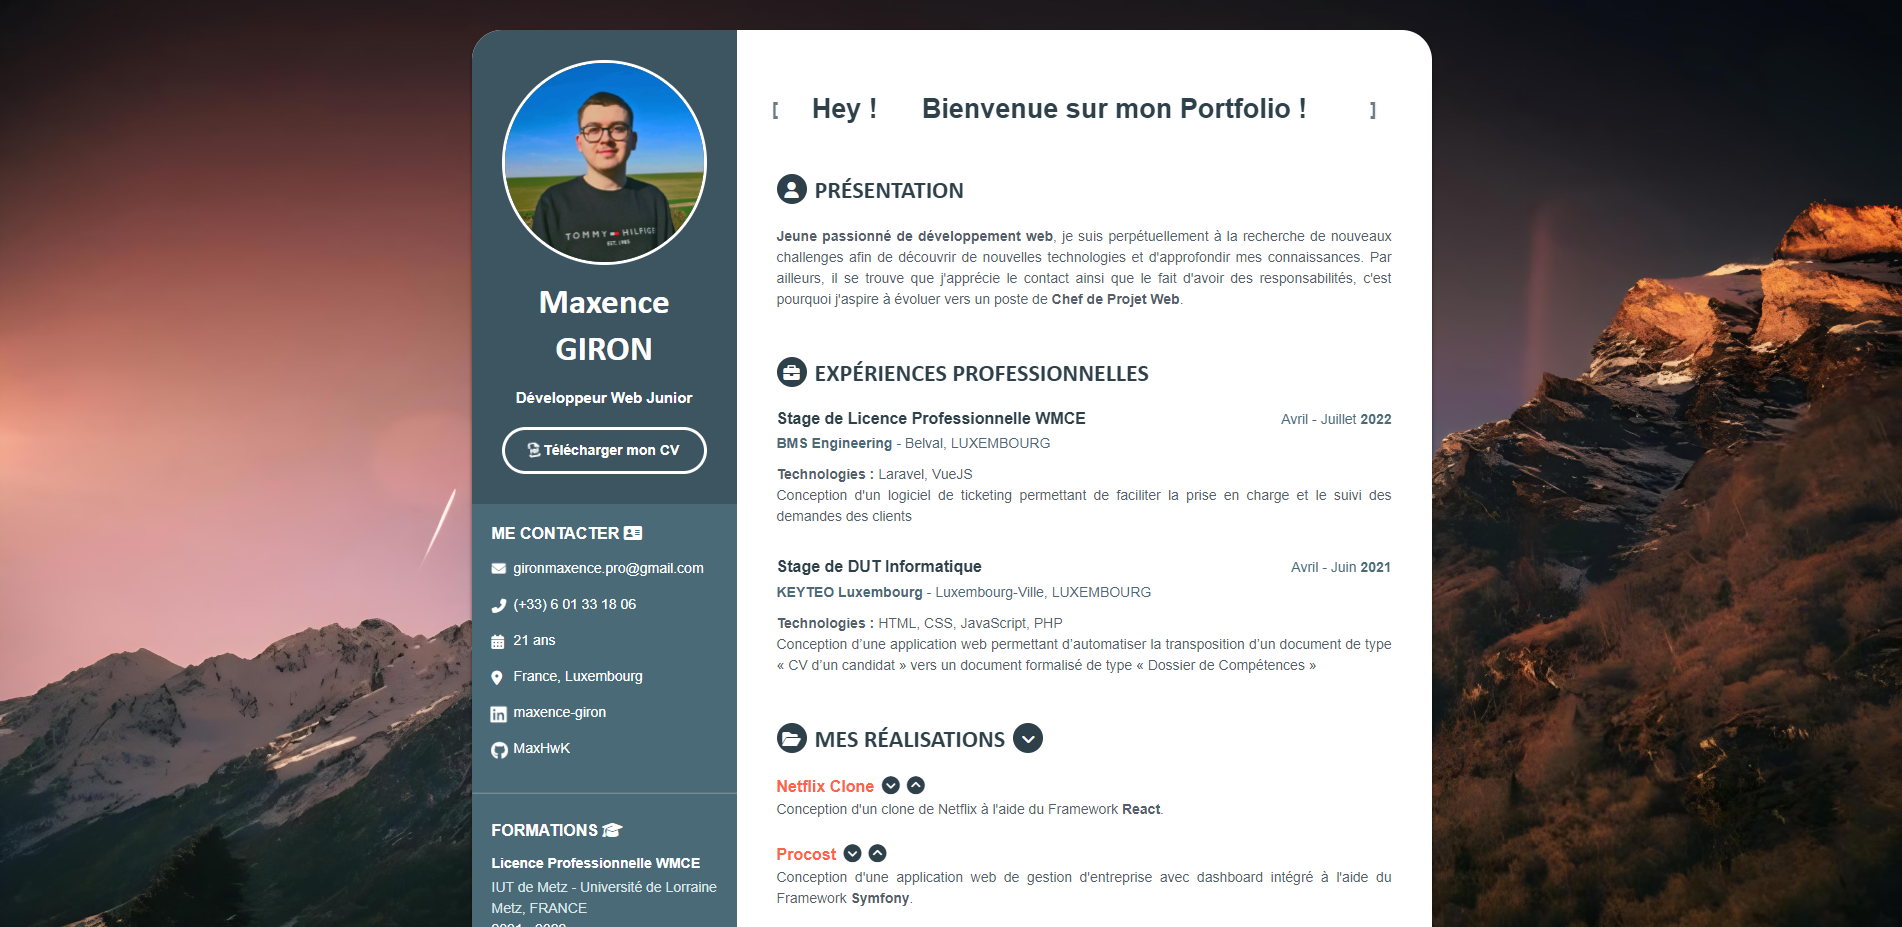 TOMMY HILFIGER
EST. 1985
Maxence
GIRON
Développeur Web Junior
Télécharger mon CV
ME CONTACTER
gironmaxence.pro@gmail.com
(+33) 6 01 33 18 06
21 ans
France, Luxembourg
maxence-giron
MaxHwK
FORMATIONS
Licence Professionnelle WMCE
IUT de Metz - Université de Lorraine
Metz, FRANCE
[ Hey ! Bienvenue sur mon Portfolio ! ]
PRÉSENTATION
Jeune passionné de développement web, je suis perpétuellement à la recherche de nouveaux
challenges afin de découvrir de nouvelles technologies et d'approfondir mes connaissances. Par
ailleurs, il se trouve que j'apprécie le contact ainsi que le fait d'avoir des responsabilités, c'est
pourquoi j'aspire à évoluer vers un poste de Chef de Projet Web.
EXPÉRIENCES PROFESSIONNELLES
Stage de Licence Professionnelle WMCE Avril - Juillet 2022
BMS Engineering - Belval, LUXEMBOURG
Technologies : Laravel, VueJS
Conception d'un logiciel de ticketing permettant de faciliter la prise en charge et le suivi des
demandes des clients
Stage de DUT Informatique Avril - Juin 2021
KEYTEO Luxembourg - Luxembourg-Ville, LUXEMBOURG
Technologies : HTML, CSS, JavaScript, PHP
Conception d’une application web permettant d’automatiser la transposition d’un document de type
« CV d’un candidat » vers un document formalisé de type « Dossier de Compétences »
MES RÉALISATIONS
Netflix Clone
Conception d'un clone de Netflix à l'aide du Framework React.
Procost
Conception d'une application web de gestion d'entreprise avec dashboard intégré à l'aide du
Framework Symfony.